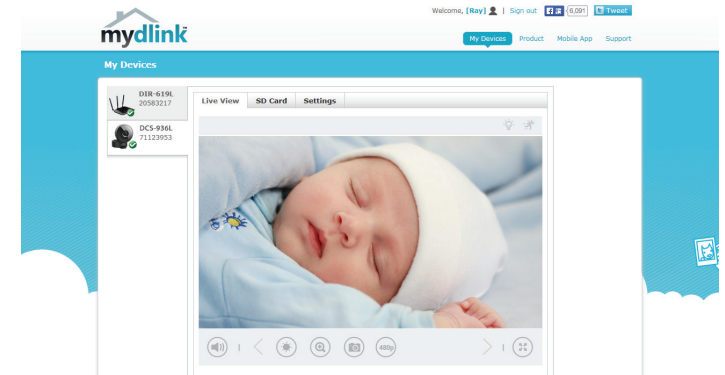 Welcome, [Ray] | Sign out 6,091 Tweet
mydlink™
My Devices Product Mobile App Support
My Devices
DIR-619L
20583217
DCS-936L
71123953
Live View SD Card Settings
480p